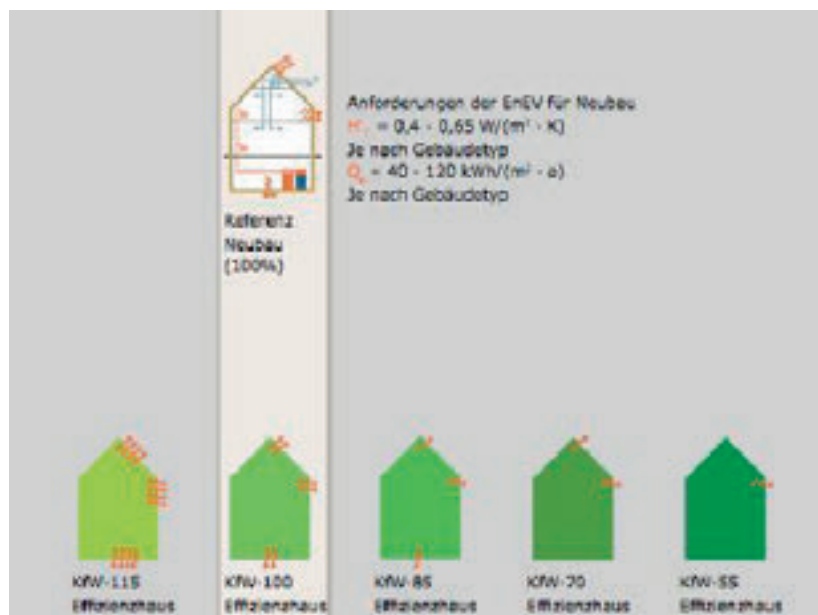 Anforderungen der EnEV für Neubau
H'T = 0,4 - 0,65 W/(m² · K)
Je nach Gebäudetyp
Qp = 40 - 120 kWh/(m² · a)
Je nach Gebäudetyp
Referenz
Neubau
(100%)
KfW-115
Effizienzhaus
KfW-100
Effizienzhaus
KfW-85
Effizienzhaus
KfW-70
Effizienzhaus
KfW-55
Effizienzhaus